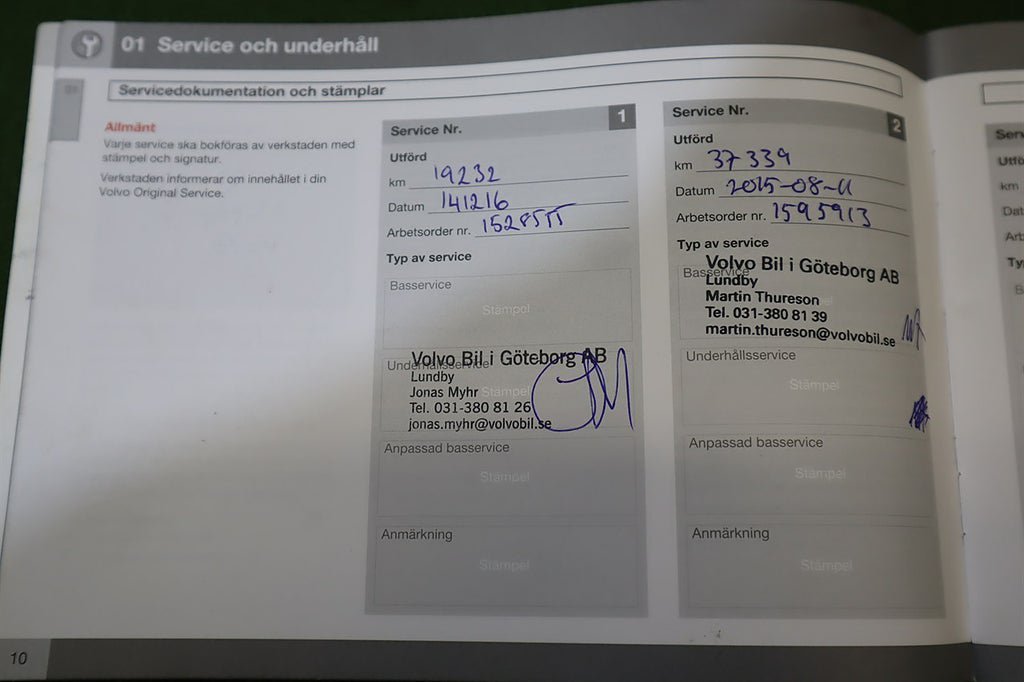 01 Service och underhåll
Servicedokumentation och stämplar
Allmänt
Varje service ska bokföras av verkstaden med
stämpel och signatur.
Verkstaden informerar om innehållet i din
Volvo Original Service.
Service Nr. 1
Utförd
km 19232
Datum 141216
Arbetsorder nr.
Typ av service
Basservice
Stämpel
Underhållsservice
Stämpel
Volvo Bil i Göteborg AB
Lundby
Jonas Myhr
Tel. 031-380 81 26
jonas.myhr@volvobil.se
Anpassad basservice
Stämpel
Anmärkning
Stämpel
Service Nr. 2
Utförd
km 37339
Datum 2015-08-11
Arbetsorder nr. 1595913
Typ av service
Basservice
Volvo Bil i Göteborg AB
Lundby
Martin Thureson
Tel. 031-380 81 39
martin.thureson@volvobil.se
Underhållsservice
Stämpel
Anpassad basservice
Stämpel
Anmärkning
Stämpel
km
10